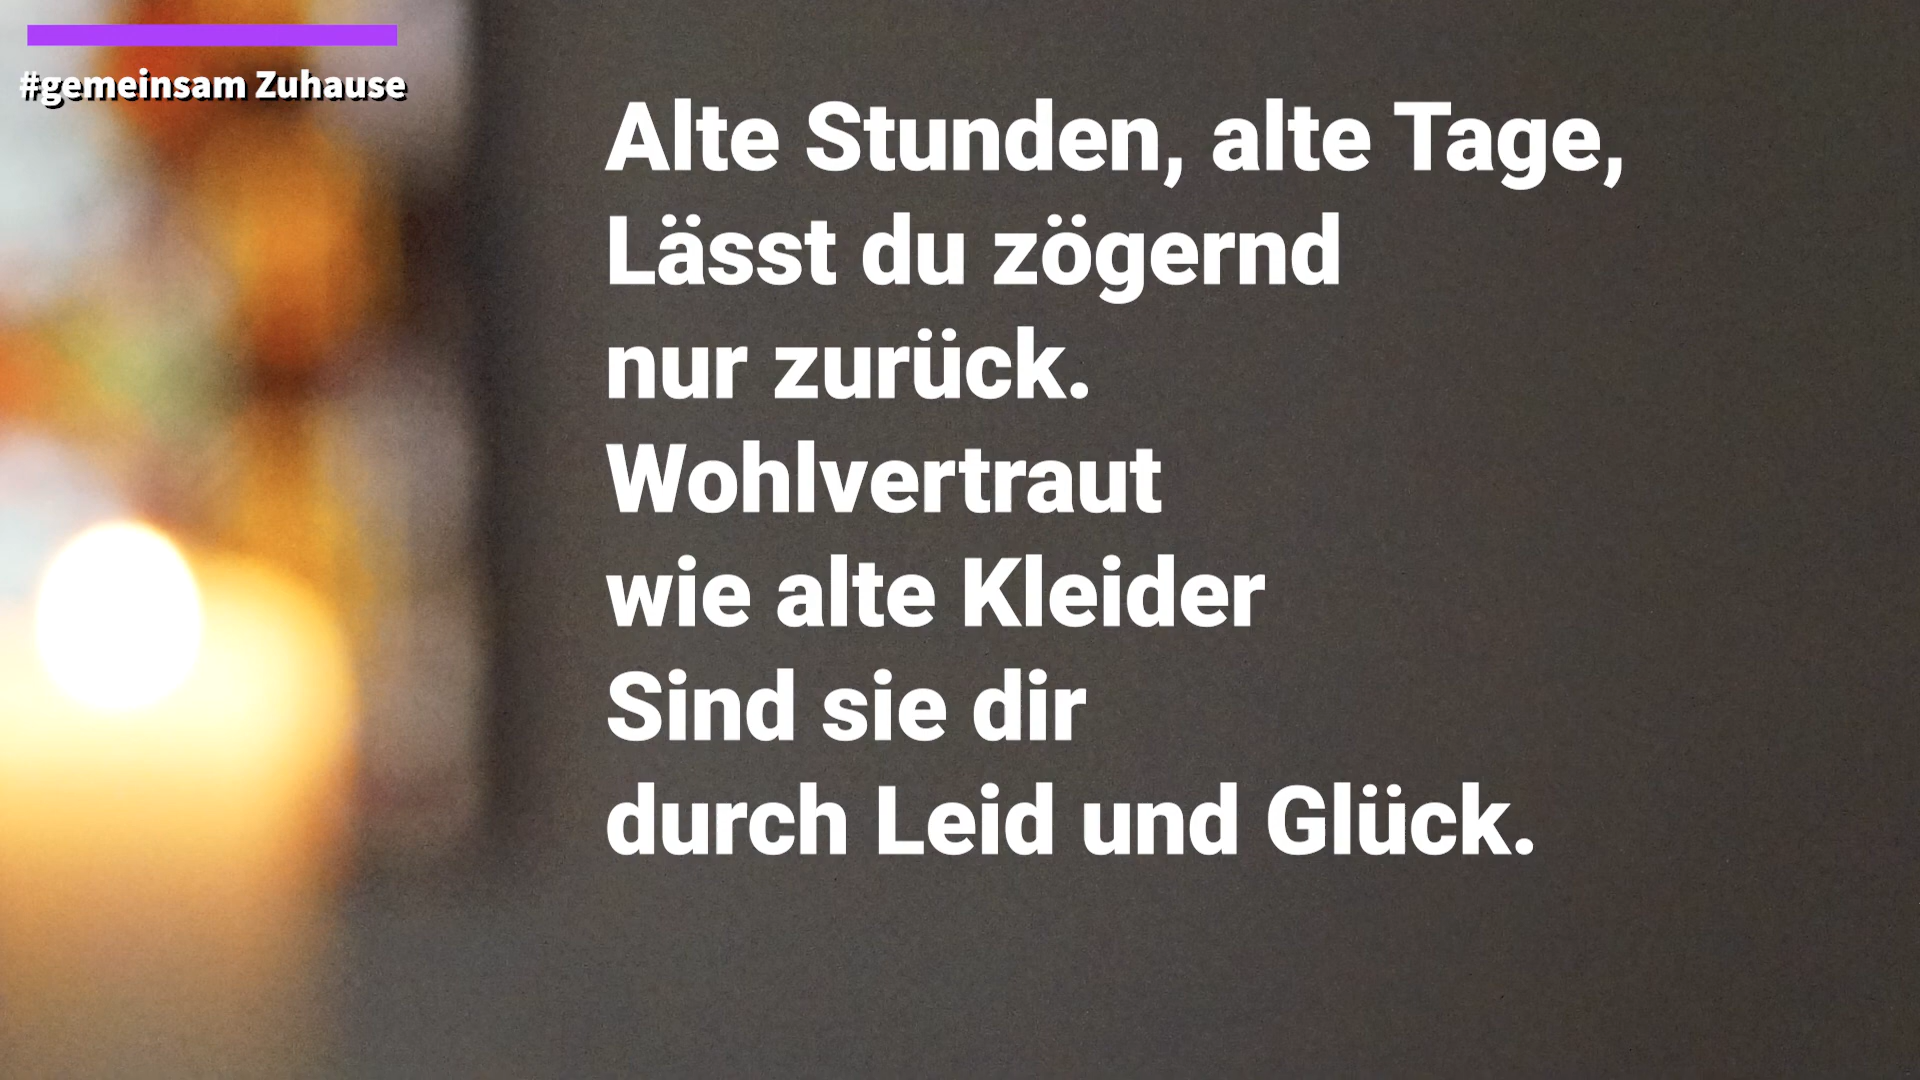 #gemeinsam Zuhause
Alte Stunden, alte Tage,
Lässt du zögernd
nur zurück.
Wohlvertraut
wie alte Kleider
Sind sie dir
durch Leid und Glück.